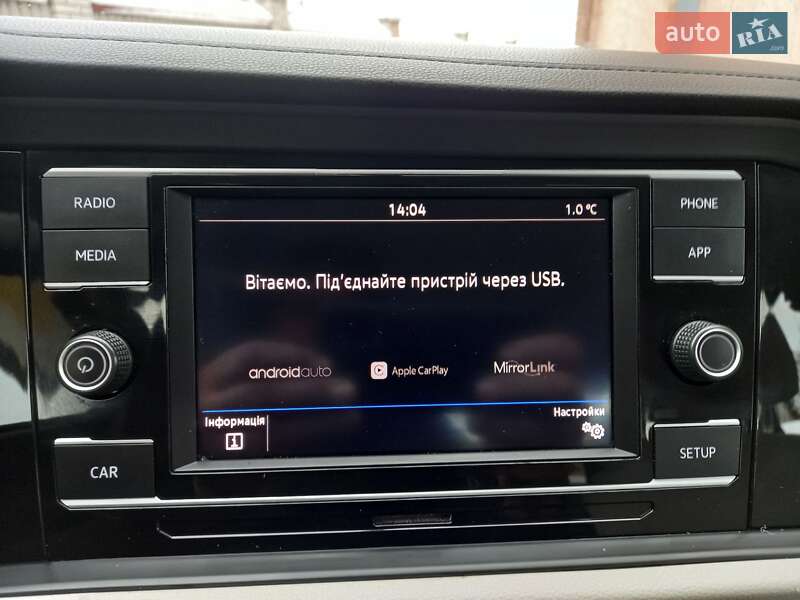 auto RIA .com
RADIO
MEDIA
CAR
14:04
1.0 °C
Вітаємо. Під'єднайте пристрій через USB.
androidauto
Apple CarPlay
MirrorLink
Інформація
Настройки
PHONE
APP
SETUP